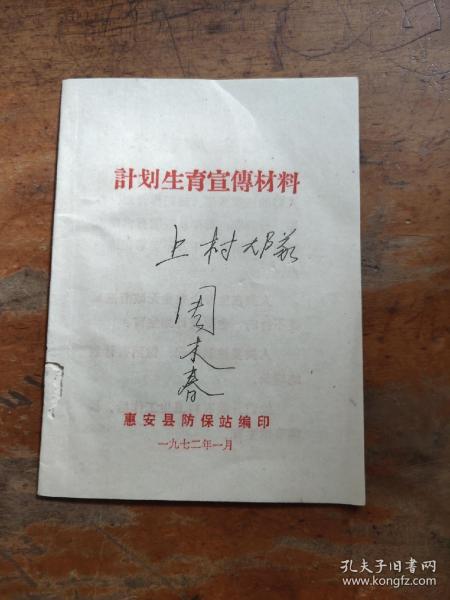 計划生育宣傳材料
上村大隊
周末春
惠安县防保站编印
一九七二年一月
孔夫子旧书网
www.kongfz.com